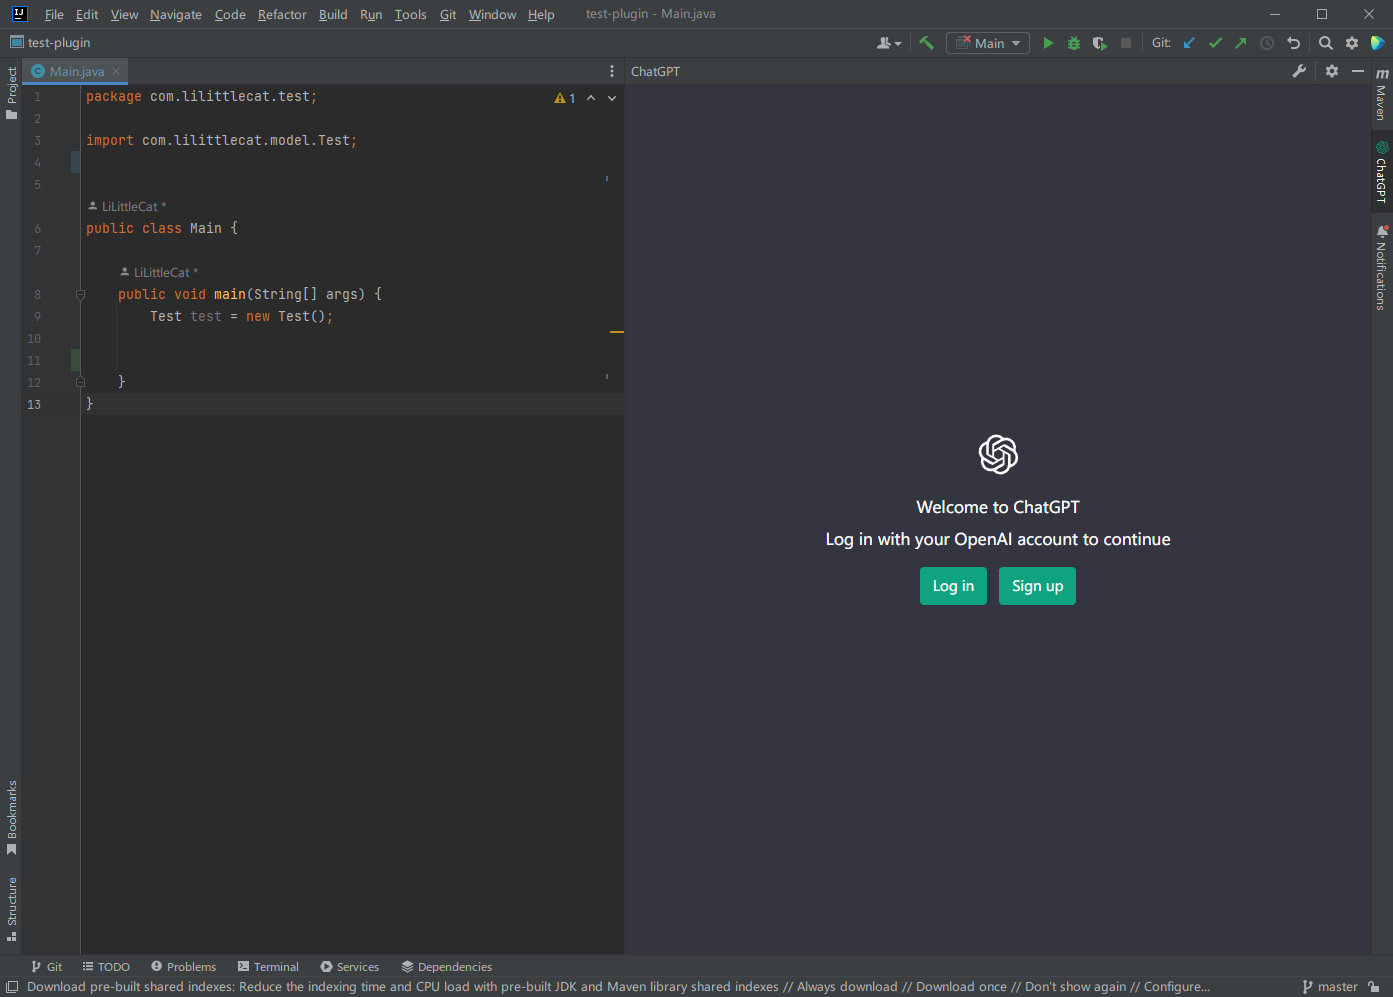 IJ File Edit View Navigate Code Refactor Build Run Tools Git Window Help test-plugin - Main.java
test-plugin Main Git:
Project
Main.java
1 package com.lilittlecat.test; 1
2
3 import com.lilittlecat.model.Test;
4
5
LiLittleCat *
6 public class Main {
7
LiLittleCat *
8 public void main(String[] args) {
9 Test test = new Test();
10
11
12 }
13 }
ChatGPT
Welcome to ChatGPT
Log in with your OpenAI account to continue
Log in Sign up
m Maven
ChatGPT
Notifications
Bookmarks
Structure
Git TODO Problems Terminal Services Dependencies
Download pre-built shared indexes: Reduce the indexing time and CPU load with pre-built JDK and Maven library shared indexes // Always download // Download once // Don't show again // Configure... master